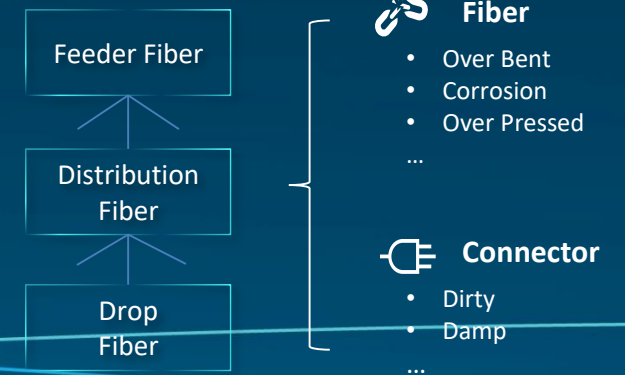 Feeder Fiber
Distribution
Fiber
Drop
Fiber
Fiber
• Over Bent
• Corrosion
• Over Pressed
...
Connector
• Dirty
• Damp
...